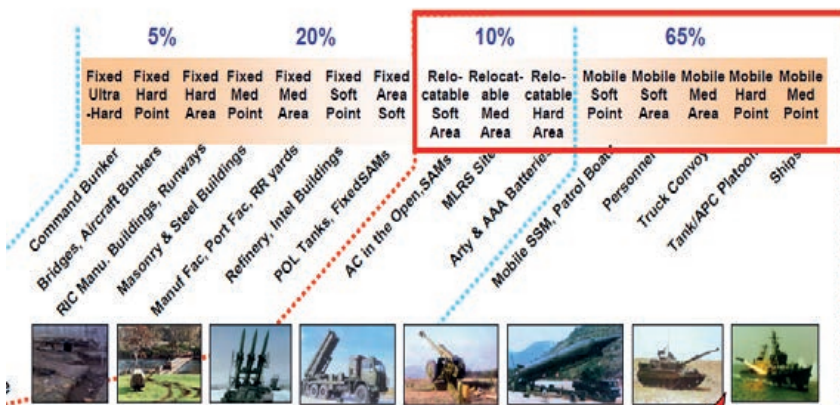 5% 20% 10% 65%
Fixed Ultra -Hard
Fixed Hard Point
Fixed Hard Area
Fixed Med Point
Fixed Med Area
Fixed Soft Point
Fixed Area Soft
Relo- catable Soft Area
Relocat- able Med Area
Relo- catable Hard Area
Mobile Soft Point
Mobile Soft Area
Mobile Med Area
Mobile Hard Point
Mobile Med Point
Command Bunker
Bridges, Aircraft Bunkers
RIC Manu. Buildings, Runways
Masonry & Steel Buildings
Manuf Fac, Port Fac, RR yards
Refinery, Intel Buildings
POL Tanks, FixedSAMs
AC in the Open,SAMs
MLRS Site
Arty & AAA Batteries
Mobile SSM, Patrol Boat
Personnel
Truck Convoy
Tank/APC Platoon
Ships